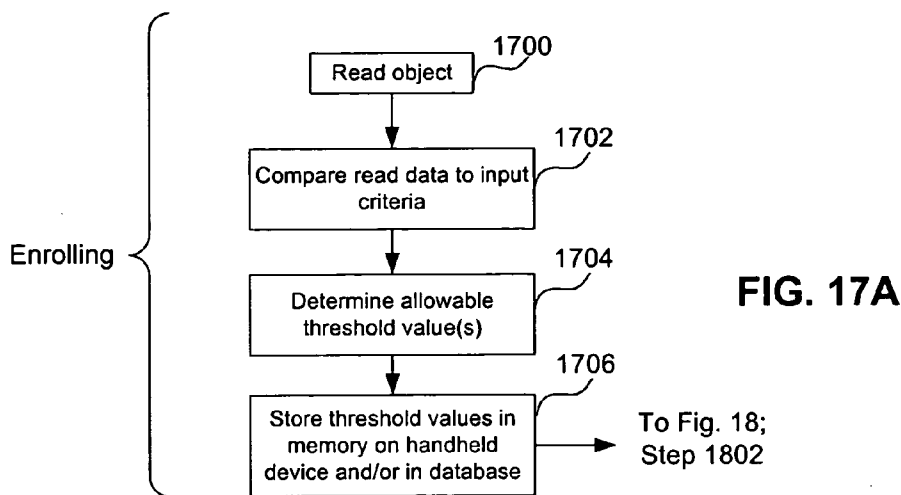 1700
Read object
1702
Compare read data to input
criteria
Enrolling
1704
Determine allowable
threshold value(s)
FIG. 17A
1706
Store threshold values in
memory on handheld
device and/or in database
To Fig. 18;
Step 1802